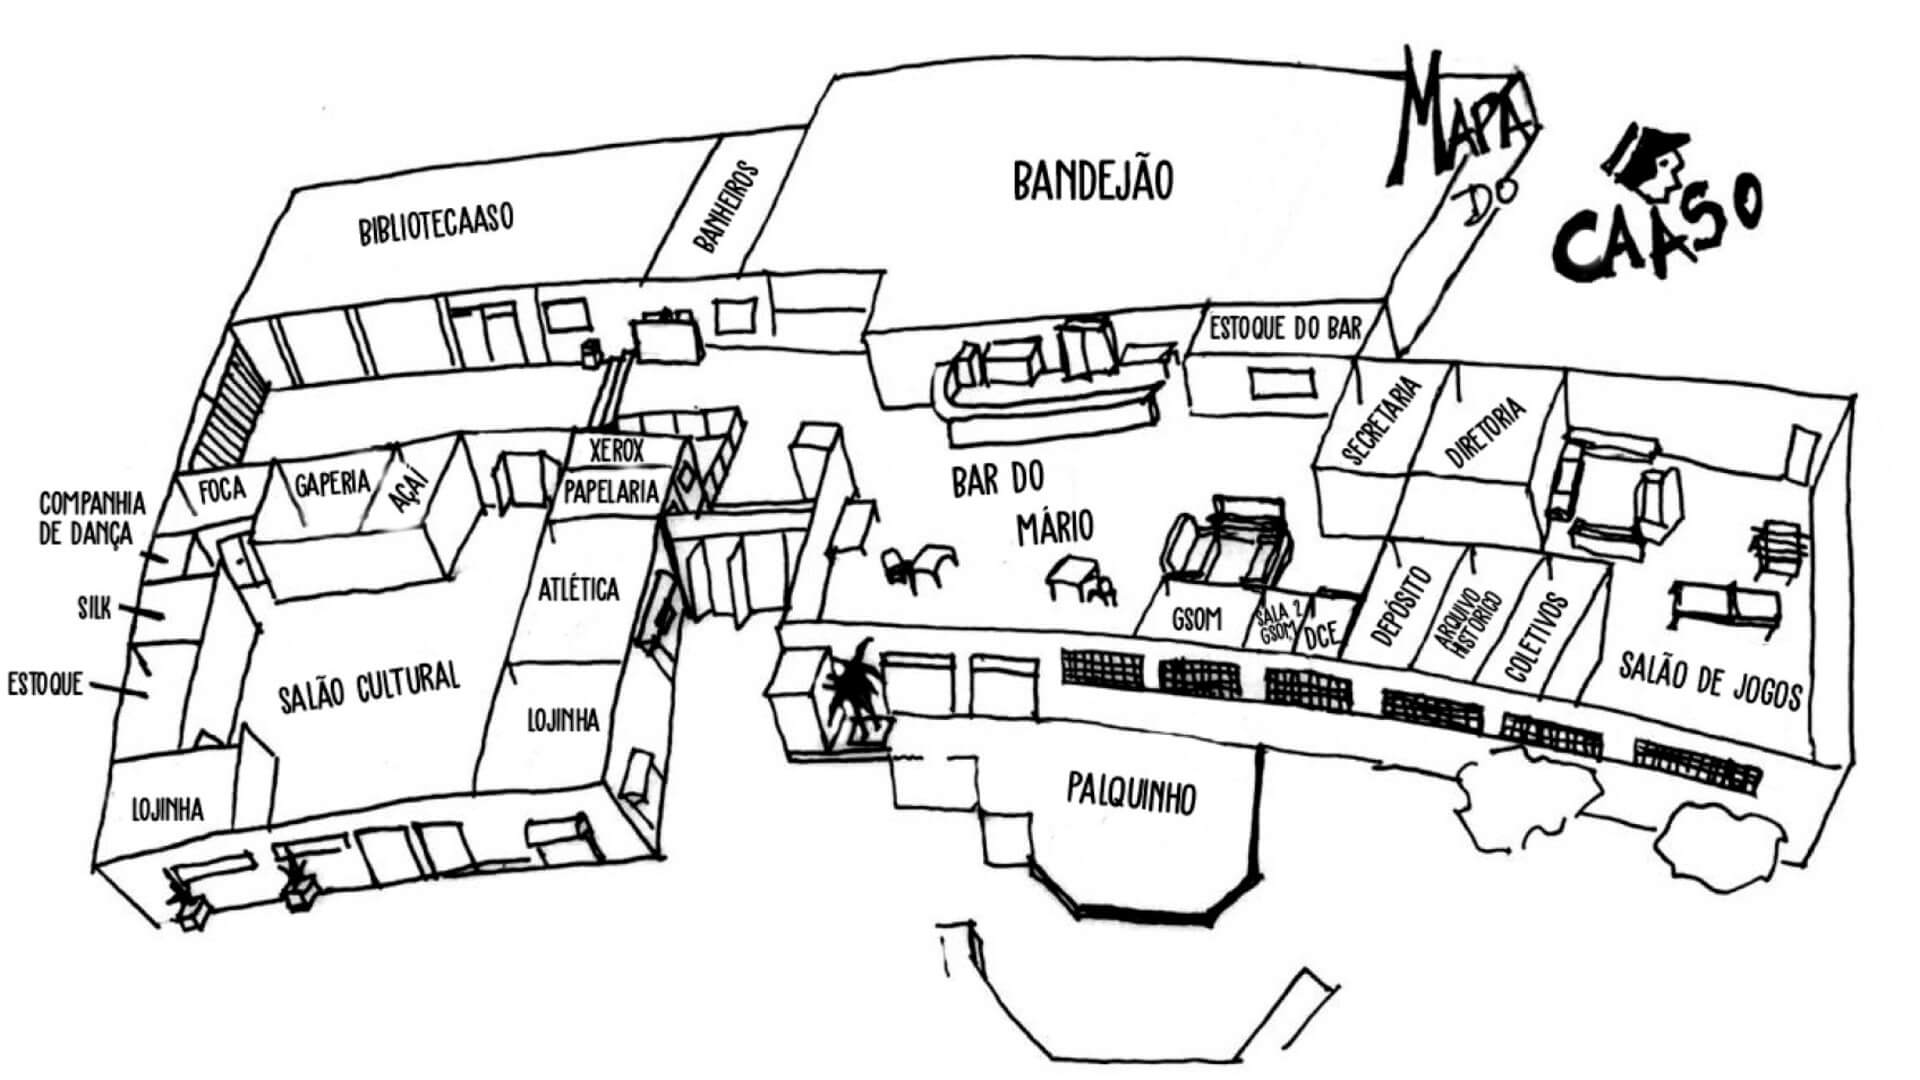 MAPA
DO
CAASO
BANDEJÃO
BIBLIOTECAASO
BANHEIROS
ESTOQUE DO BAR
SECRETARIA
DIRETORIA
XEROX
PAPELARIA
FOCA
GAPERIA
AÇAÍ
COMPANHIA
DE DANÇA
SILK
ESTOQUE
LOJINHA
SALÃO CULTURAL
ATLÉTICA
LOJINHA
BAR DO
MÁRIO
GSOM
SALA 2
GSOM
DCE
DEPÓSITO
ARQUIVO
HISTÓRICO
COLETIVOS
SALÃO DE JOGOS
PALQUINHO